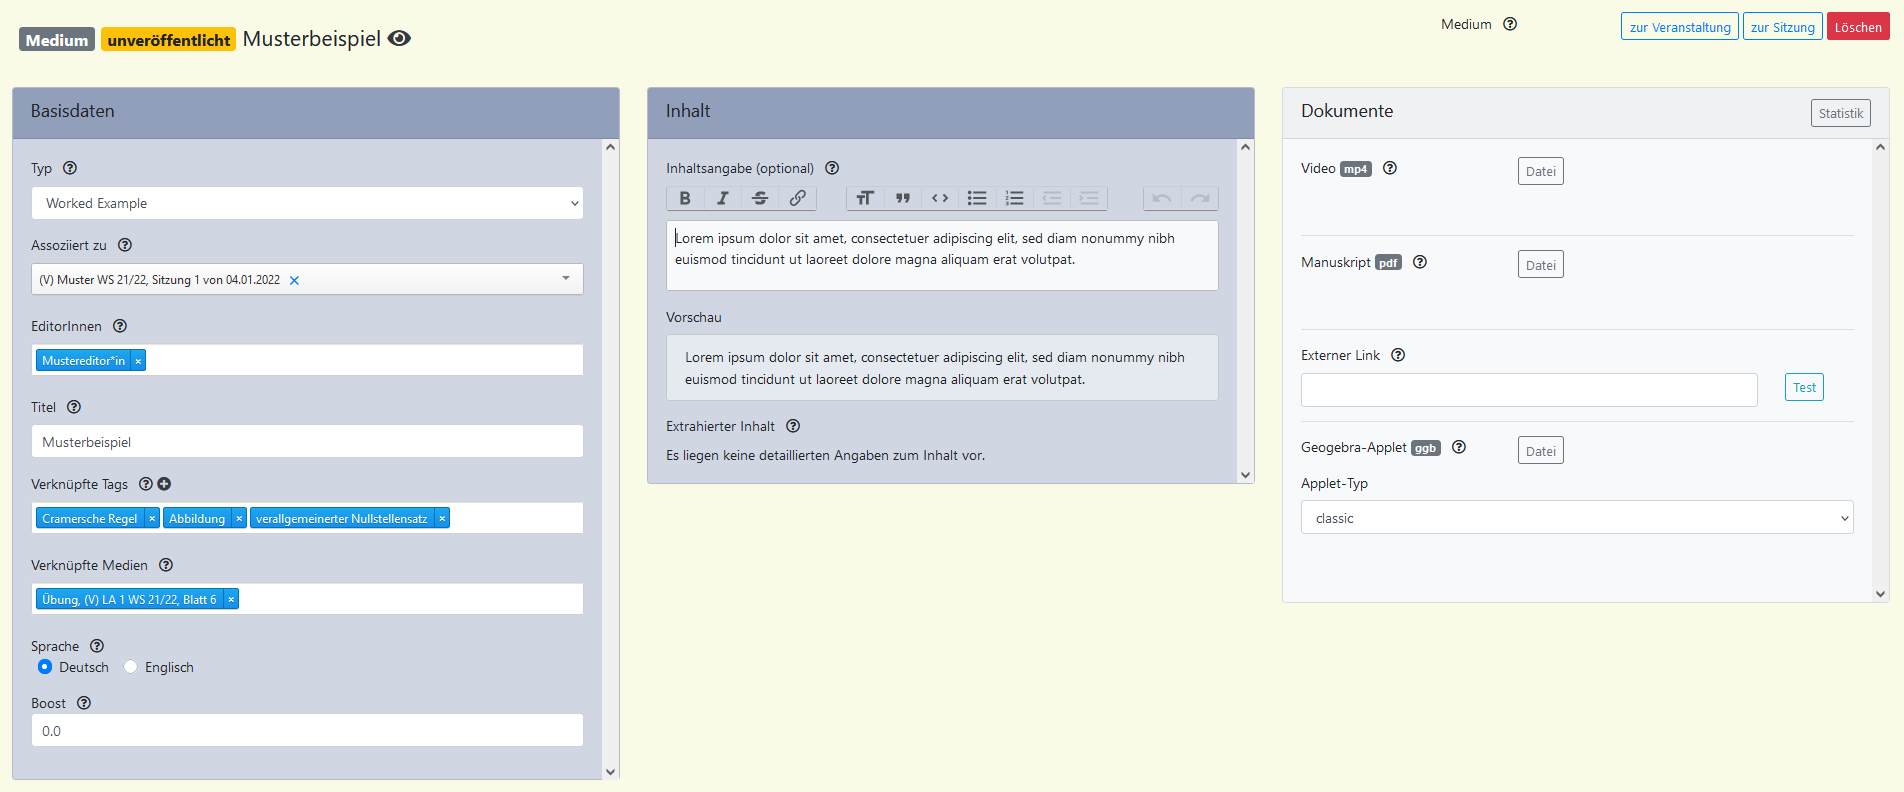 Medium unveröffentlicht Musterbeispiel
Medium
zur Veranstaltung zur Sitzung Löschen
Basisdaten
Typ
Worked Example
Assoziiert zu
(V) Muster WS 21/22, Sitzung 1 von 04.01.2022 ×
EditorInnen
Mustereditor*in ×
Titel
Musterbeispiel
Verknüpfte Tags
Cramersche Regel × Abbildung × verallgemeinerter Nullstellensatz ×
Verknüpfte Medien
Übung, (V) LA 1 WS 21/22, Blatt 6 ×
Sprache
Deutsch Englisch
Boost
0.0
Inhalt
Inhaltsangabe (optional)
Lorem ipsum dolor sit amet, consectetuer adipiscing elit, sed diam nonummy nibh
euismod tincidunt ut laoreet dolore magna aliquam erat volutpat.
Vorschau
Lorem ipsum dolor sit amet, consectetuer adipiscing elit, sed diam nonummy nibh
euismod tincidunt ut laoreet dolore magna aliquam erat volutpat.
Extrahierter Inhalt
Es liegen keine detaillierten Angaben zum Inhalt vor.
Dokumente Statistik
Video mp4 Datei
Manuskript pdf Datei
Externer Link
Test
Geogebra-Applet ggb Datei
Applet-Typ
classic